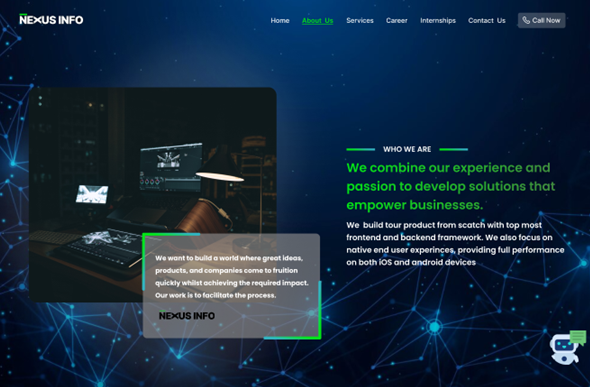 NEXUS INFO
Home About Us Services Career Internships Contact Us Call Now
WHO WE ARE
We combine our experience and
passion to develop solutions that
empower businesses.
We build tour product from scatch with top most
frontend and backend framework. We also focus on
native end user experinces, providing full performance
on both iOS and android devices
We want to build a world where great ideas,
products, and companies come to fruition
quickly whilst achieving the required impact.
Our work is to facilitate the process.
NEXUS INFO